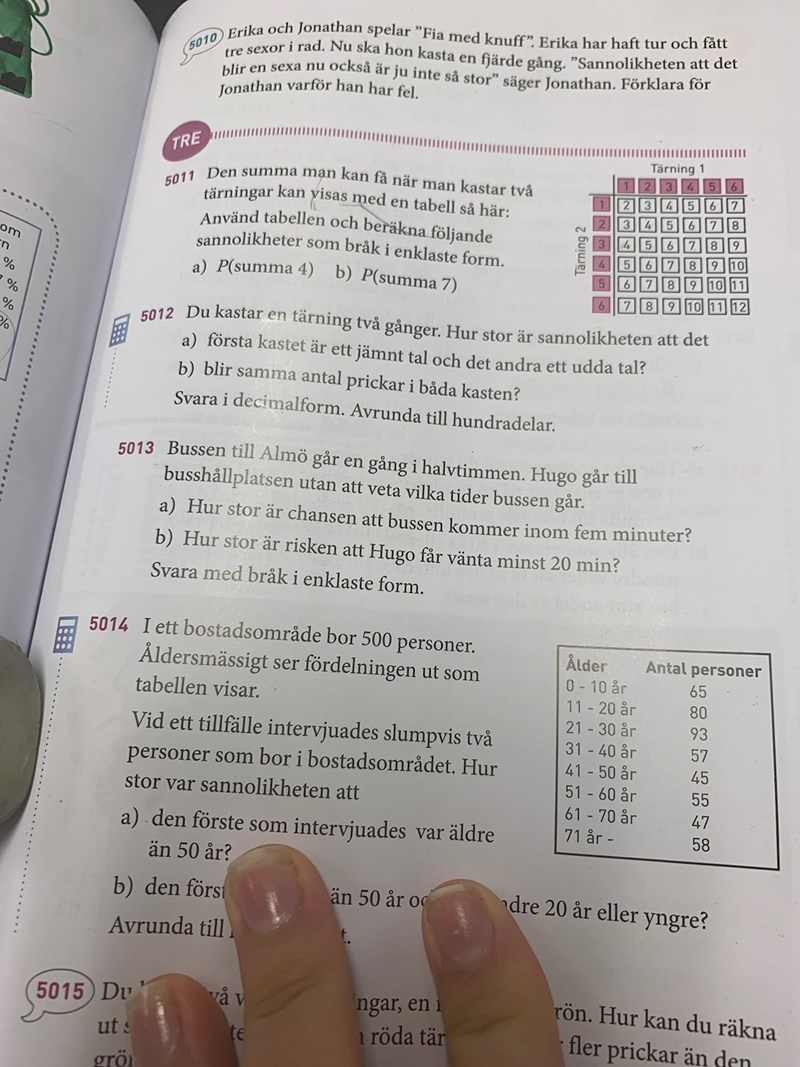 om
n
%
%
%
%
5010 Erika och Jonathan spelar "Fia med knuff". Erika har haft tur och fått
tre sexor i rad. Nu ska hon kasta en fjärde gång. "Sannolikheten att det
blir en sexa nu också är ju inte så stor" säger Jonathan. Förklara för
Jonathan varför han har fel.
TRE
5011 Den summa man kan få när man kastar två
tärningar kan visas med en tabell så här:
Använd tabellen och beräkna följande
sannolikheter som bråk i enklaste form.
a) P(summa 4) b) P(summa 7)
Tärning 1
Tärning 2
1 2 3 4 5 6
1 2 3 4 5 6 7
2 3 4 5 6 7 8
3 4 5 6 7 8 9
4 5 6 7 8 9 10
5 6 7 8 9 10 11
6 7 8 9 10 11 12
5012 Du kastar en tärning två gånger. Hur stor är sannolikheten att det
a) första kastet är ett jämnt tal och det andra ett udda tal?
b) blir samma antal prickar i båda kasten?
Svara i decimalform. Avrunda till hundradelar.
5013 Bussen till Almö går en gång i halvtimmen. Hugo går till
busshållplatsen utan att veta vilka tider bussen går.
a) Hur stor är chansen att bussen kommer inom fem minuter?
b) Hur stor är risken att Hugo får vänta minst 20 min?
Svara med bråk i enklaste form.
5014 I ett bostadsområde bor 500 personer.
Åldersmässigt ser fördelningen ut som
tabellen visar.
Vid ett tillfälle intervjuades slumpvis två
personer som bor i bostadsområdet. Hur
stor var sannolikheten att
a) den förste som intervjuades var äldre
än 50 år?
Ålder Antal personer
0 - 10 år 65
11 - 20 år 80
21 - 30 år 93
31 - 40 år 57
41 - 50 år 45
51 - 60 år 55
61 - 70 år 47
71 år - 58
b) den först än 50 år oc ndre 20 år eller yngre?
Avrunda till t.
5015 Du vå v ngar, en rön. Hur kan du räkna
ut s röda tär fler prickar än den
grön